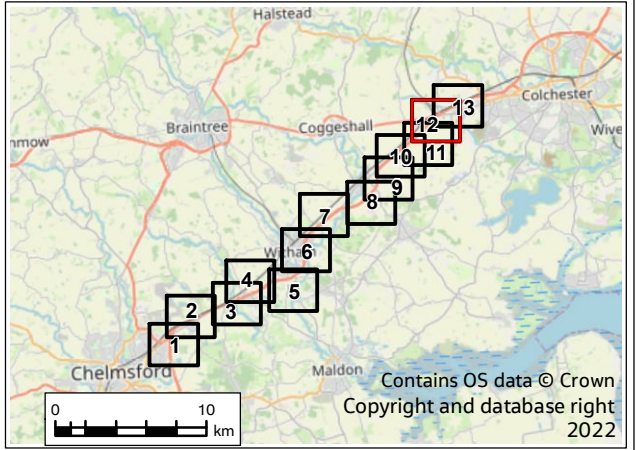 Halstead
Colchester
13
12
Coggeshall
Braintree
nmow
Wive
11
10
9
8
7
Witham
6
4
5
3
2
1
Chelmsford
Maldon
Contains OS data © Crown
Copyright and database right
2022
0 10
km